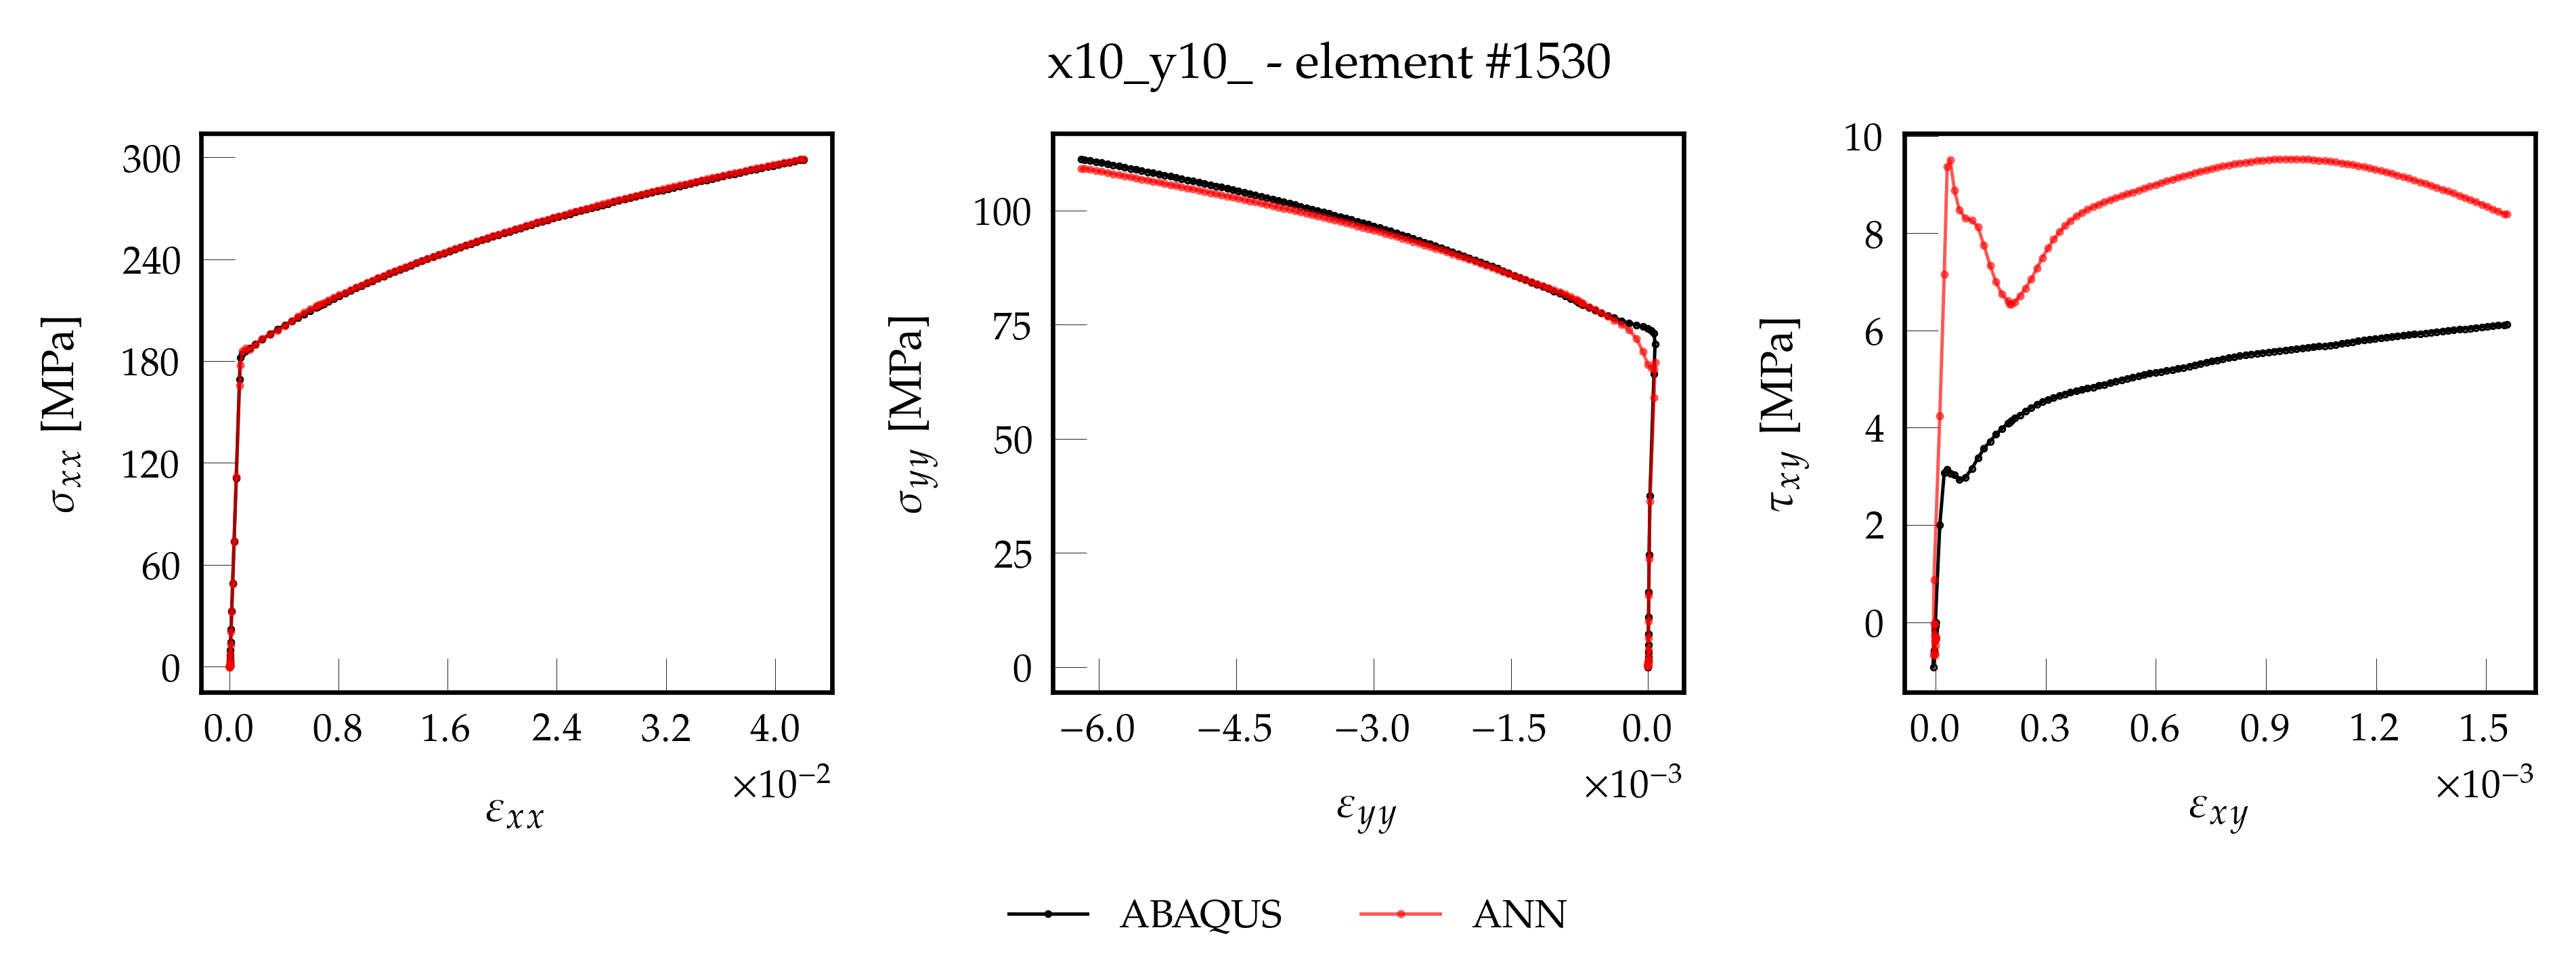 x10_y10_ - element #1530
300
240
180
120
60
0
σxx [MPa]
0.0 0.8 1.6 2.4 3.2 4.0
×10−2
εxx
100
75
50
25
0
σyy [MPa]
−6.0 −4.5 −3.0 −1.5 0.0
×10−3
εyy
10
8
6
4
2
0
τxy [MPa]
0.0 0.3 0.6 0.9 1.2 1.5
×10−3
εxy
ABAQUS ANN